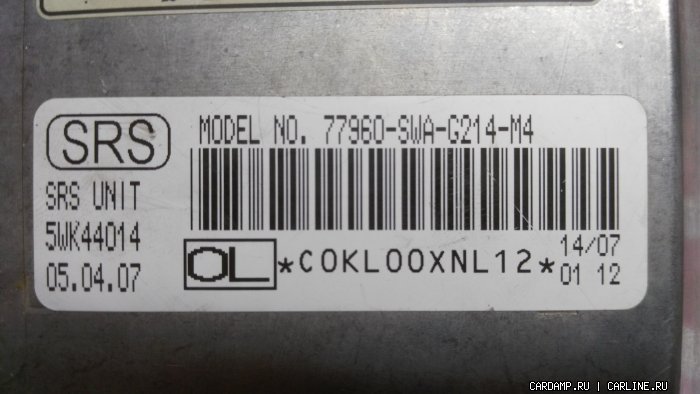 SRS
MODEL NO. 77960-SWA-G214-M4
SRS UNIT
5WK44014
05.04.07
OL
*COKLOOXNL12*
14/07
01 12
CARDAMP.RU | CARLINE.RU